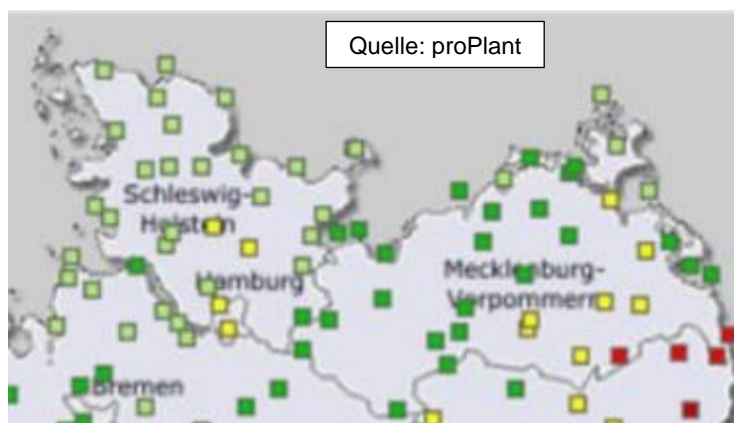 Quelle: proPlant
Schleswig-
Holstein
Hamburg
Mecklenburg-
Vorpommern
Bremen